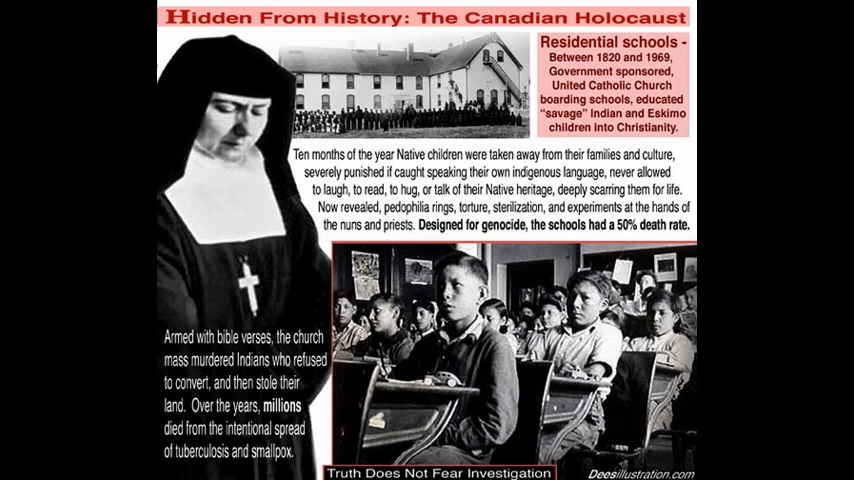 Hidden From History: The Canadian Holocaust
Residential schools -
Between 1820 and 1969,
Government sponsored,
United Catholic Church
boarding schools, educated
“savage” Indian and Eskimo
children into Christianity.
Ten months of the year Native children were taken away from their families and culture,
severely punished if caught speaking their own indigenous language, never allowed
to laugh, to read, to hug, or talk of their Native heritage, deeply scarring them for life.
Now revealed, pedophilia rings, torture, sterilization, and experiments at the hands of
the nuns and priests. Designed for genocide, the schools had a 50% death rate.
Armed with bible verses, the church
mass murdered Indians who refused
to convert, and then stole their
land. Over the years, millions
died from the intentional spread
of tuberculosis and smallpox.
Truth Does Not Fear Investigation
Deesillustration.com